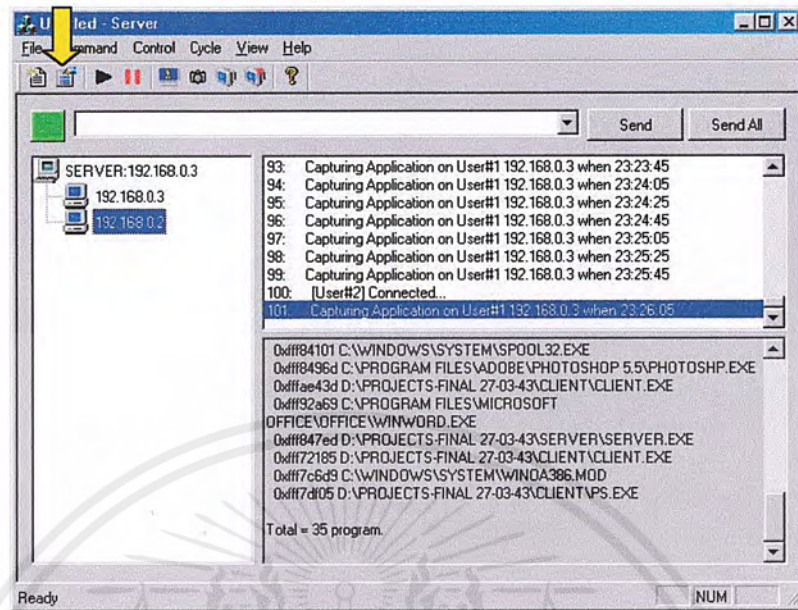 Untitled - Server
File Command Control Cycle View Help
Send Send All
SERVER:192.168.0.3
192.168.0.3
192.168.0.2
93: Capturing Application on User#1 192.168.0.3 when 23:23:45
94: Capturing Application on User#1 192.168.0.3 when 23:24:05
95: Capturing Application on User#1 192.168.0.3 when 23:24:25
96: Capturing Application on User#1 192.168.0.3 when 23:24:45
97: Capturing Application on User#1 192.168.0.3 when 23:25:05
98: Capturing Application on User#1 192.168.0.3 when 23:25:25
99: Capturing Application on User#1 192.168.0.3 when 23:25:45
100: [User#2] Connected...
101: Capturing Application on User#1 192.168.0.3 when 23:26:05
0xfff84101 C:\WINDOWS\SYSTEM\SPOOL32.EXE
0xfff8496d C:\PROGRAM FILES\ADOBE\PHOTOSHOP 5.5\PHOTOSHP.EXE
0xfffae43d D:\PROJECTS-FINAL 27-03-43\CLIENT\CLIENT.EXE
0xfff92a69 C:\PROGRAM FILES\MICROSOFT
OFFICE\OFFICE\WINWORD.EXE
0xfff847ed D:\PROJECTS-FINAL 27-03-43\SERVER\SERVER.EXE
0xfff72185 D:\PROJECTS-FINAL 27-03-43\CLIENT\CLIENT.EXE
0xfff7c6d9 C:\WINDOWS\SYSTEM\WINOA386.MOD
0xfff7df05 D:\PROJECTS-FINAL 27-03-43\CLIENT\PS.EXE
Total = 35 program.
Ready NUM